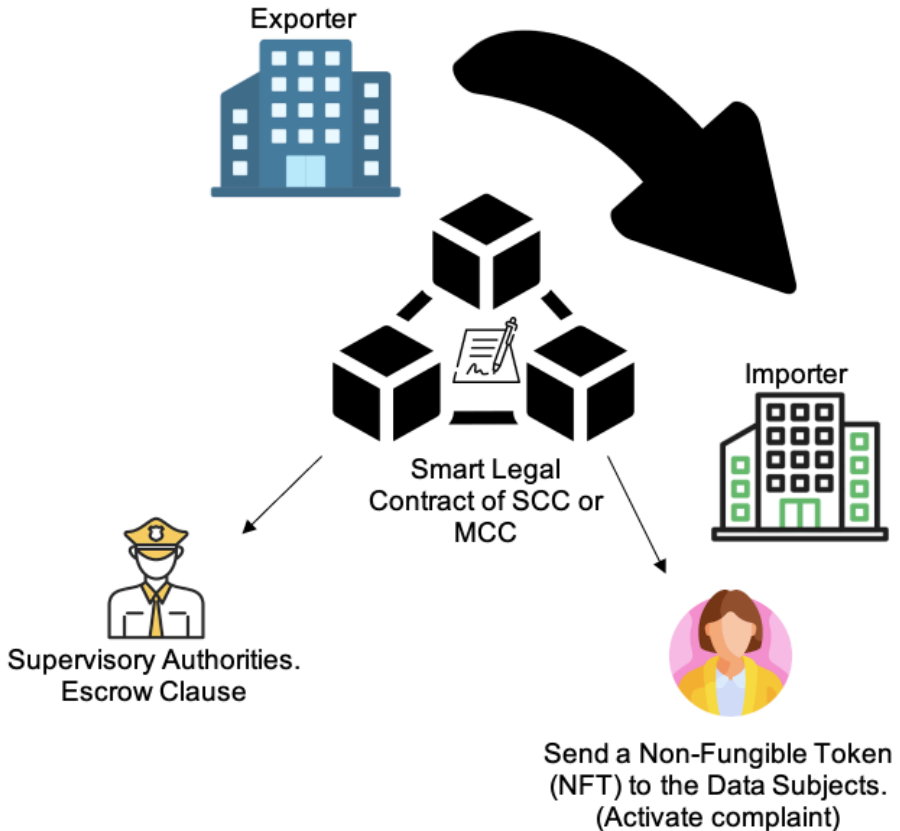 Exporter
Importer
Smart Legal
Contract of SCC or
MCC
Supervisory Authorities.
Escrow Clause
Send a Non-Fungible Token
(NFT) to the Data Subjects.
(Activate complaint)